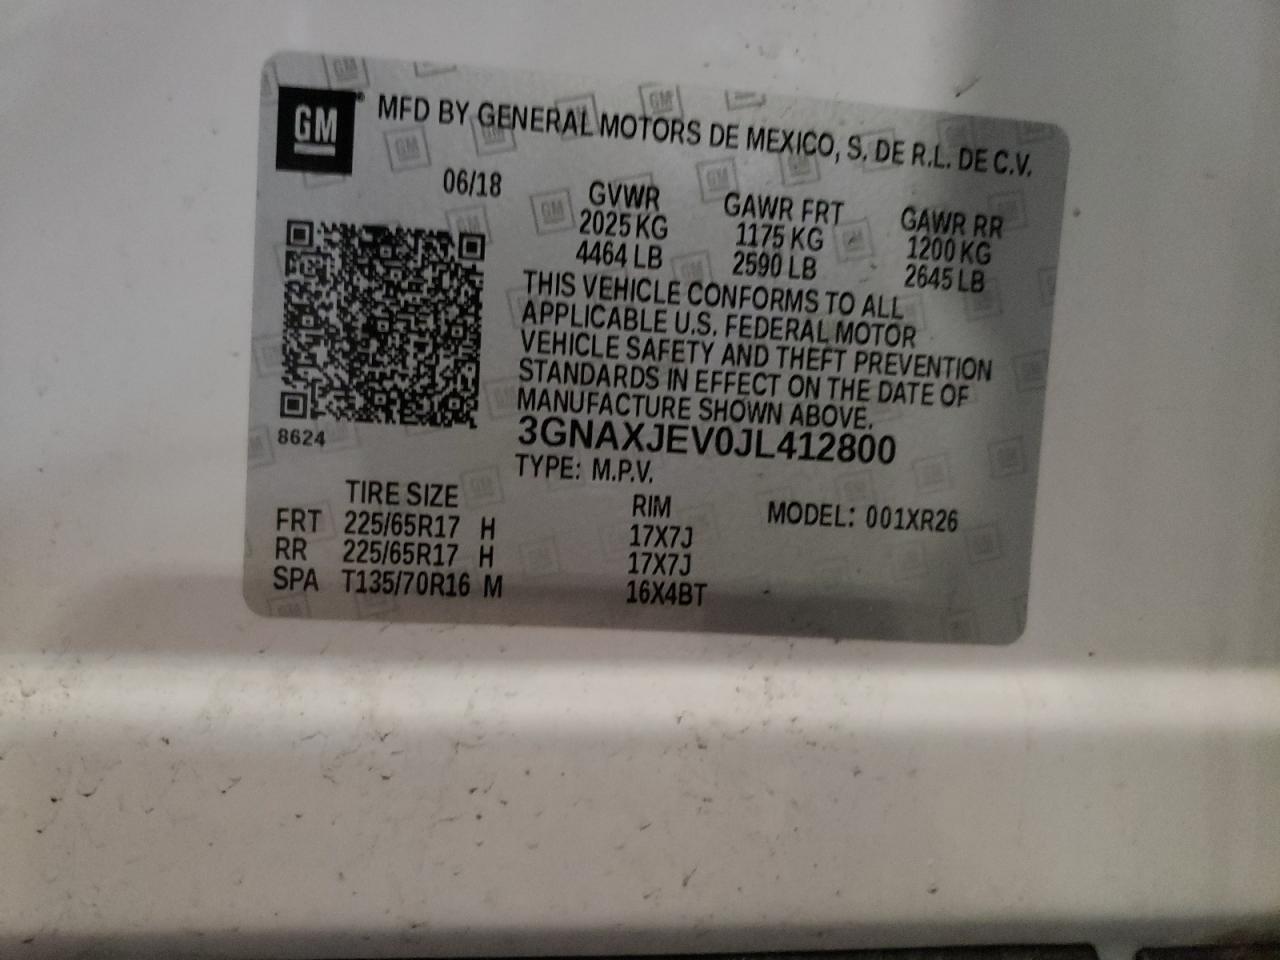 GM
MFD BY GENERAL MOTORS DE MEXICO, S. DE R.L. DE C.V.
06/18
GVWR GAWR FRT GAWR RR
2025 KG 1175 KG 1200 KG
4464 LB 2590 LB 2645 LB
THIS VEHICLE CONFORMS TO ALL
APPLICABLE U.S. FEDERAL MOTOR
VEHICLE SAFETY AND THEFT PREVENTION
STANDARDS IN EFFECT ON THE DATE OF
MANUFACTURE SHOWN ABOVE.
8624
3GNAXJEV0JL412800
TYPE: M.P.V.
TIRE SIZE RIM MODEL: 001XR26
FRT 225/65R17 H 17X7J
RR 225/65R17 H 17X7J
SPA T135/70R16 M 16X4BT